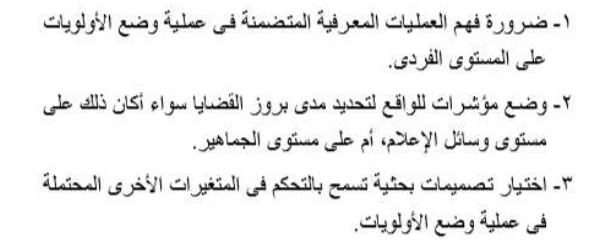 ١- ضرورة فهم العمليات المعرفية المتضمنة فى عملية وضع الأولويات
على المستوى الفردى.
٢- وضع مؤشرات للواقع لتحديد مدى بروز القضايا سواء أكان ذلك على
مستوى وسائل الإعلام، أم على مستوى الجماهير.
٣- اختيار تصميمات بحثية تسمح بالتحكم فى المتغيرات الأخرى المحتملة
فى عملية وضع الأولويات.